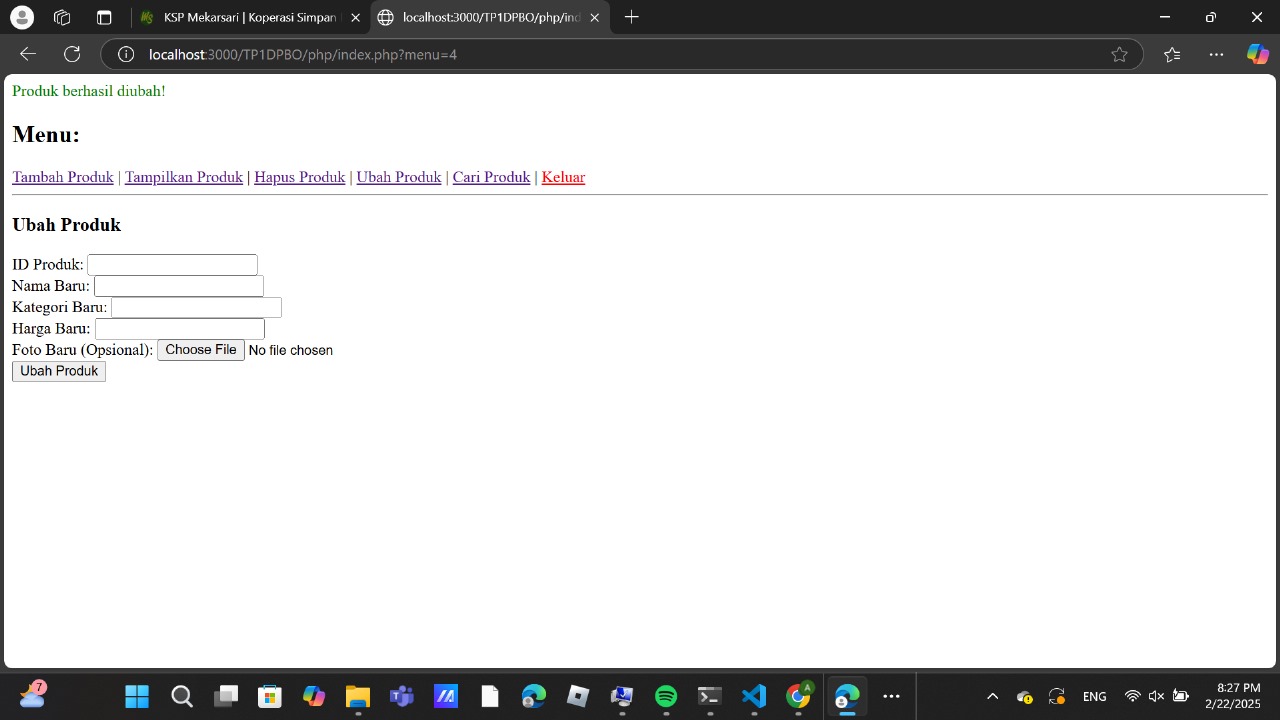 KSP Mekarsari | Koperasi Simpan
localhost:3000/TP1DPBO/php/ind
localhost:3000/TP1DPBO/php/index.php?menu=4
Produk berhasil diubah!
Menu:
Tambah Produk | Tampilkan Produk | Hapus Produk | Ubah Produk | Cari Produk | Keluar
Ubah Produk
ID Produk:
Nama Baru:
Kategori Baru:
Harga Baru:
Foto Baru (Opsional): Choose File No file chosen
Ubah Produk
7
A
ENG
8:27 PM
2/22/2025